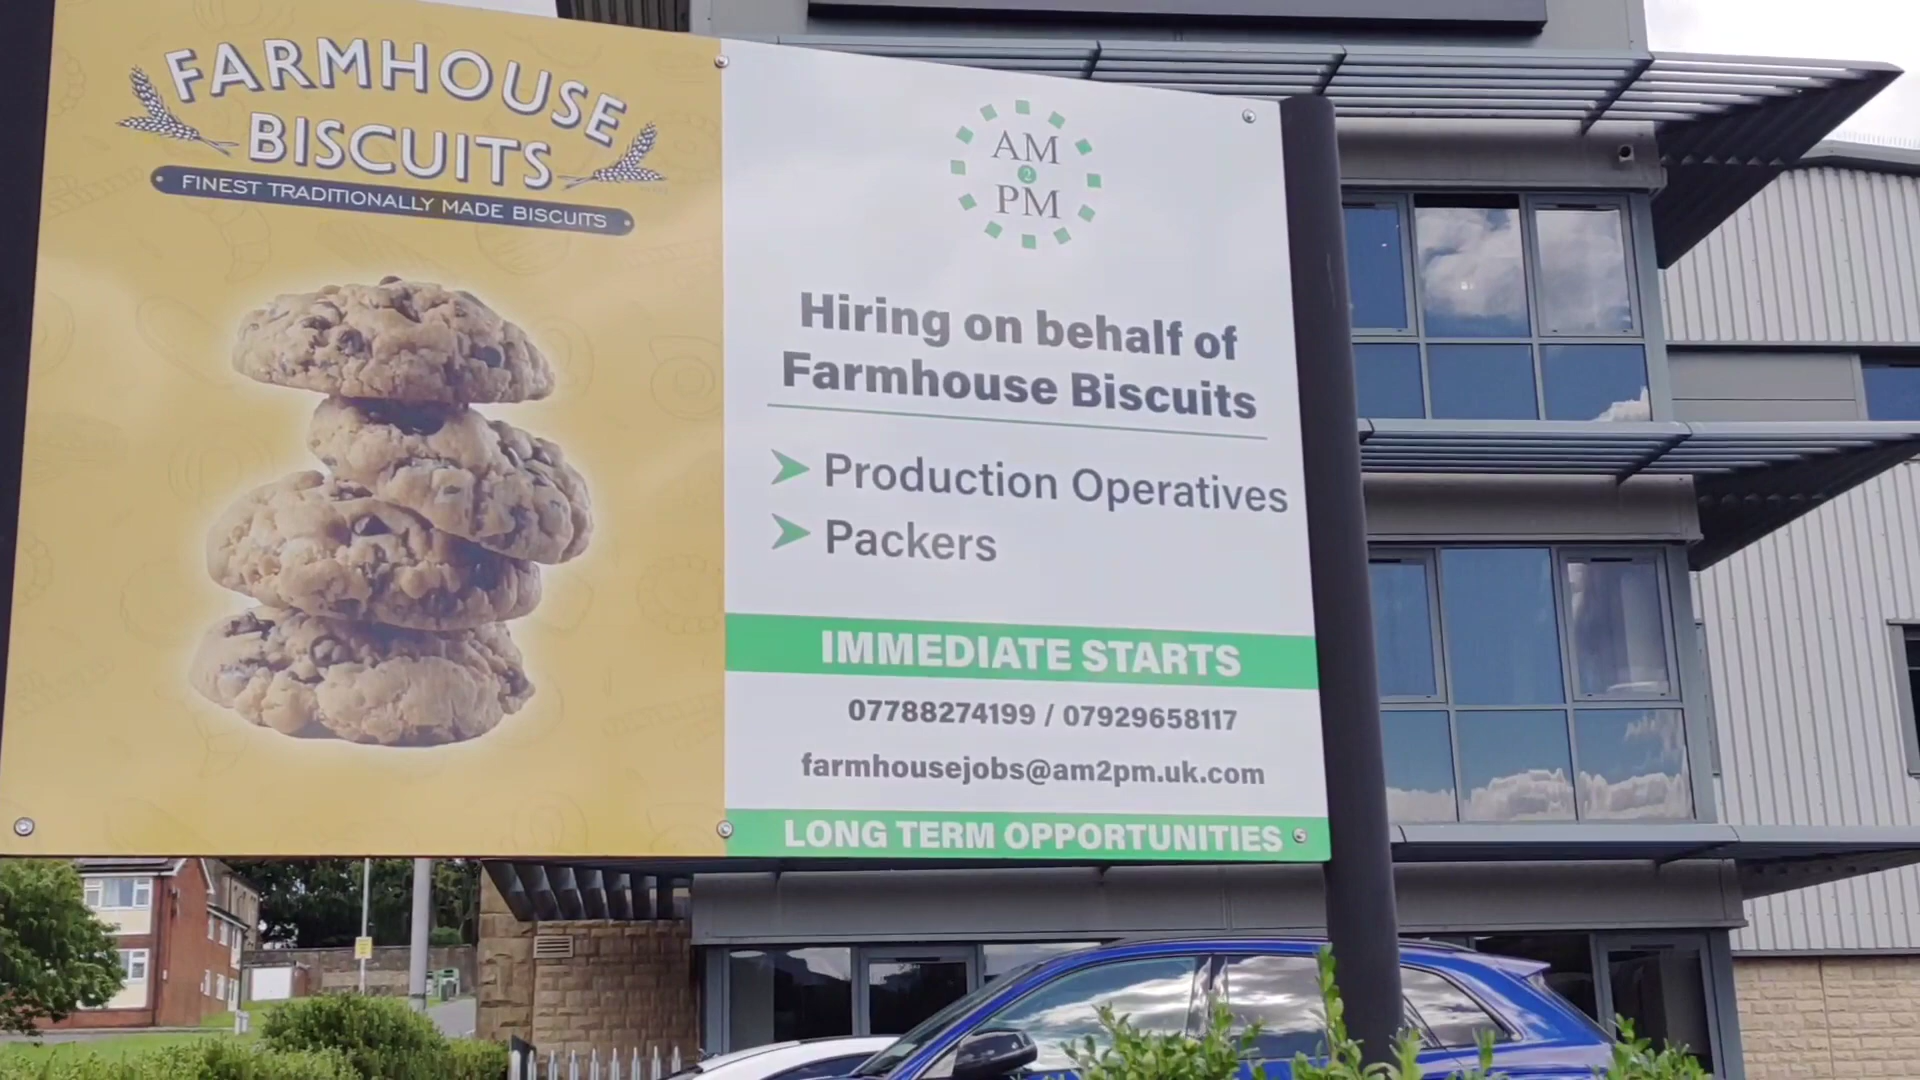 FARMHOUSE
BISCUITS
FINEST TRADITIONALLY MADE BISCUITS
AM
2
PM
Hiring on behalf of
Farmhouse Biscuits
Production Operatives
Packers
IMMEDIATE STARTS
07788274199 / 07929658117
farmhousejobs@am2pm.uk.com
LONG TERM OPPORTUNITIES